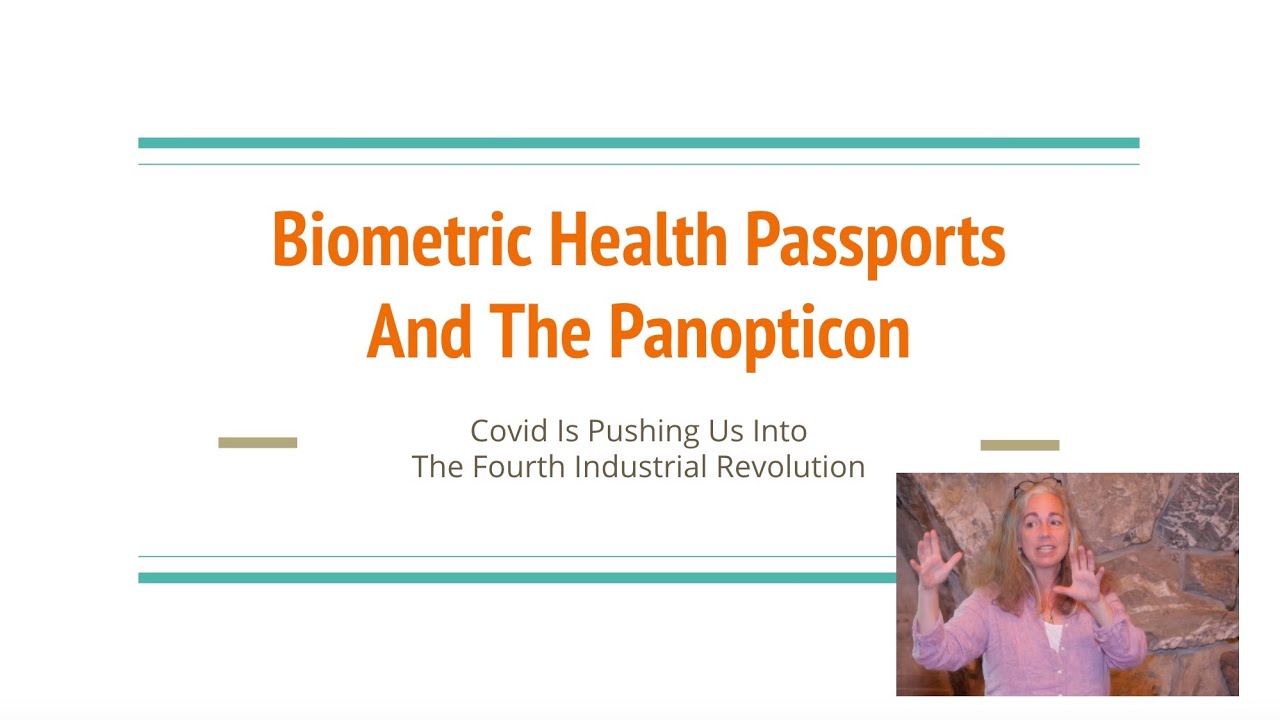 Biometric Health Passports
And The Panopticon
Covid Is Pushing Us Into
The Fourth Industrial Revolution